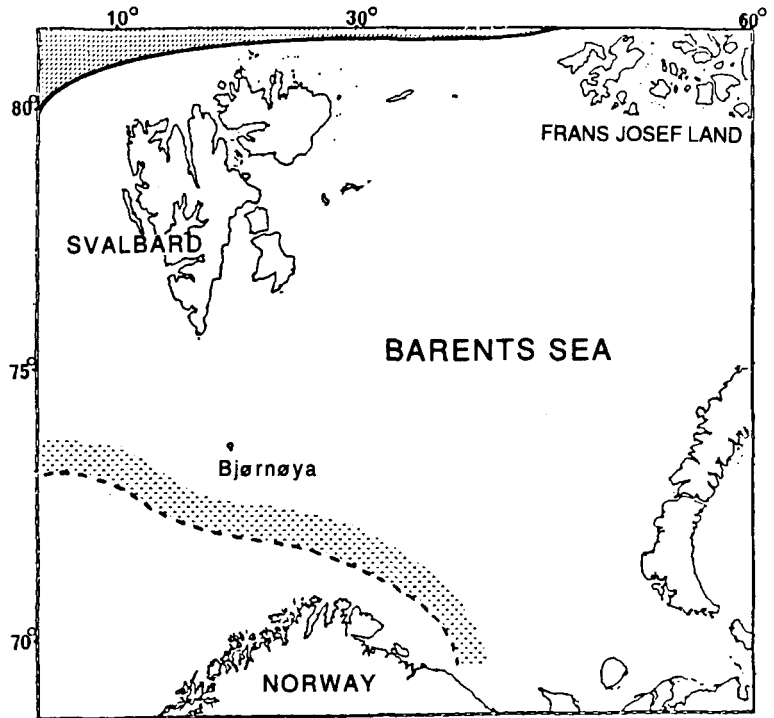 10° 30° 60°
80°
FRANS JOSEF LAND
SVALBARD
BARENTS SEA
75°
Bjørnøya
70°
NORWAY